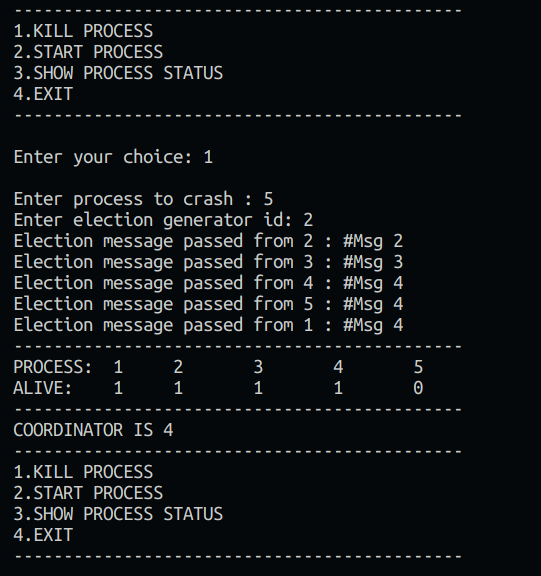 ---------------------------------------------
1.KILL PROCESS
2.START PROCESS
3.SHOW PROCESS STATUS
4.EXIT
---------------------------------------------
Enter your choice: 1
Enter process to crash : 5
Enter election generator id: 2
Election message passed from 2 : #Msg 2
Election message passed from 3 : #Msg 3
Election message passed from 4 : #Msg 4
Election message passed from 5 : #Msg 4
Election message passed from 1 : #Msg 4
---------------------------------------------
PROCESS:  1     2       3       4       5
ALIVE:    1     1       1       1       0
---------------------------------------------
COORDINATOR IS 4
---------------------------------------------
1.KILL PROCESS
2.START PROCESS
3.SHOW PROCESS STATUS
4.EXIT
---------------------------------------------